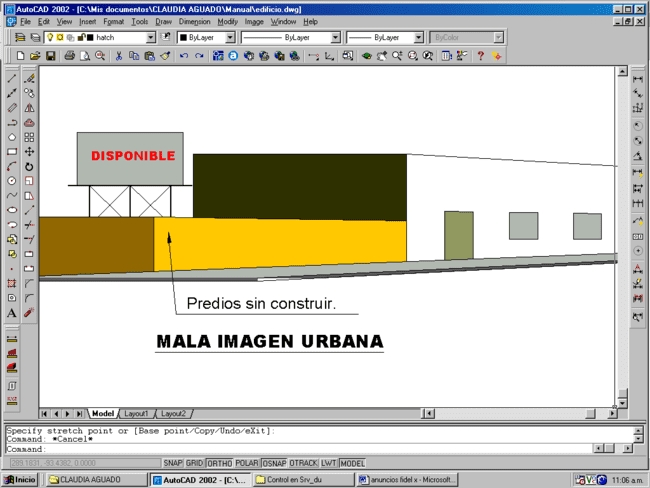 AutoCAD 2002 - [C:\Mis documentos\CLAUDIA AGUADO\Manual\edificio.dwg]
File Edit View Insert Format Tools Draw Dimension Modify Image Window Help
hatch ByLayer ByLayer ByLayer ByColor
DISPONIBLE
Predios sin construir.
MALA IMAGEN URBANA
Model Layout1 Layout2
Specify stretch point or [Base point/Copy/Undo/eXit]:
Command: *Cancel*
Command:
SNAP GRID ORTHO POLAR OSNAP OTRACK LWT MODEL
Inicio CLAUDIA AGUADO AutoCAD 2002 - [C:\... Control en Srv_du anuncios fidel x - Microsoft... 11:06 a.m.